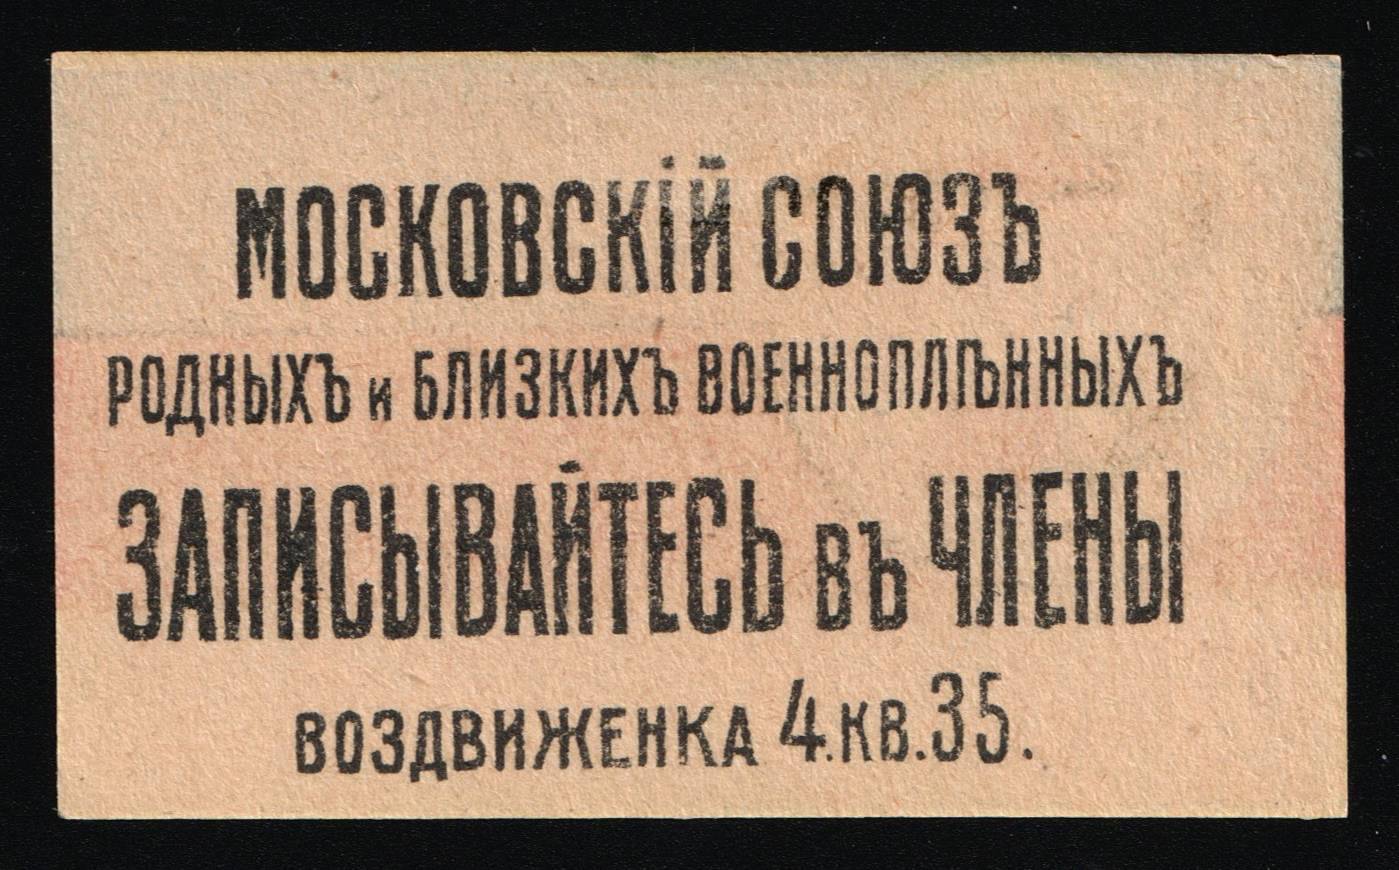 МОСКОВСКІЙ СОЮЗЪ
РОДНЫХЪ и БЛИЗКИХЪ ВОЕННОПЛѢННЫХЪ
ЗАПИСЫВАЙТЕСЬ ВЪ ЧЛЕНЫ
ВОЗДВИЖЕНКА 4.КВ.35.